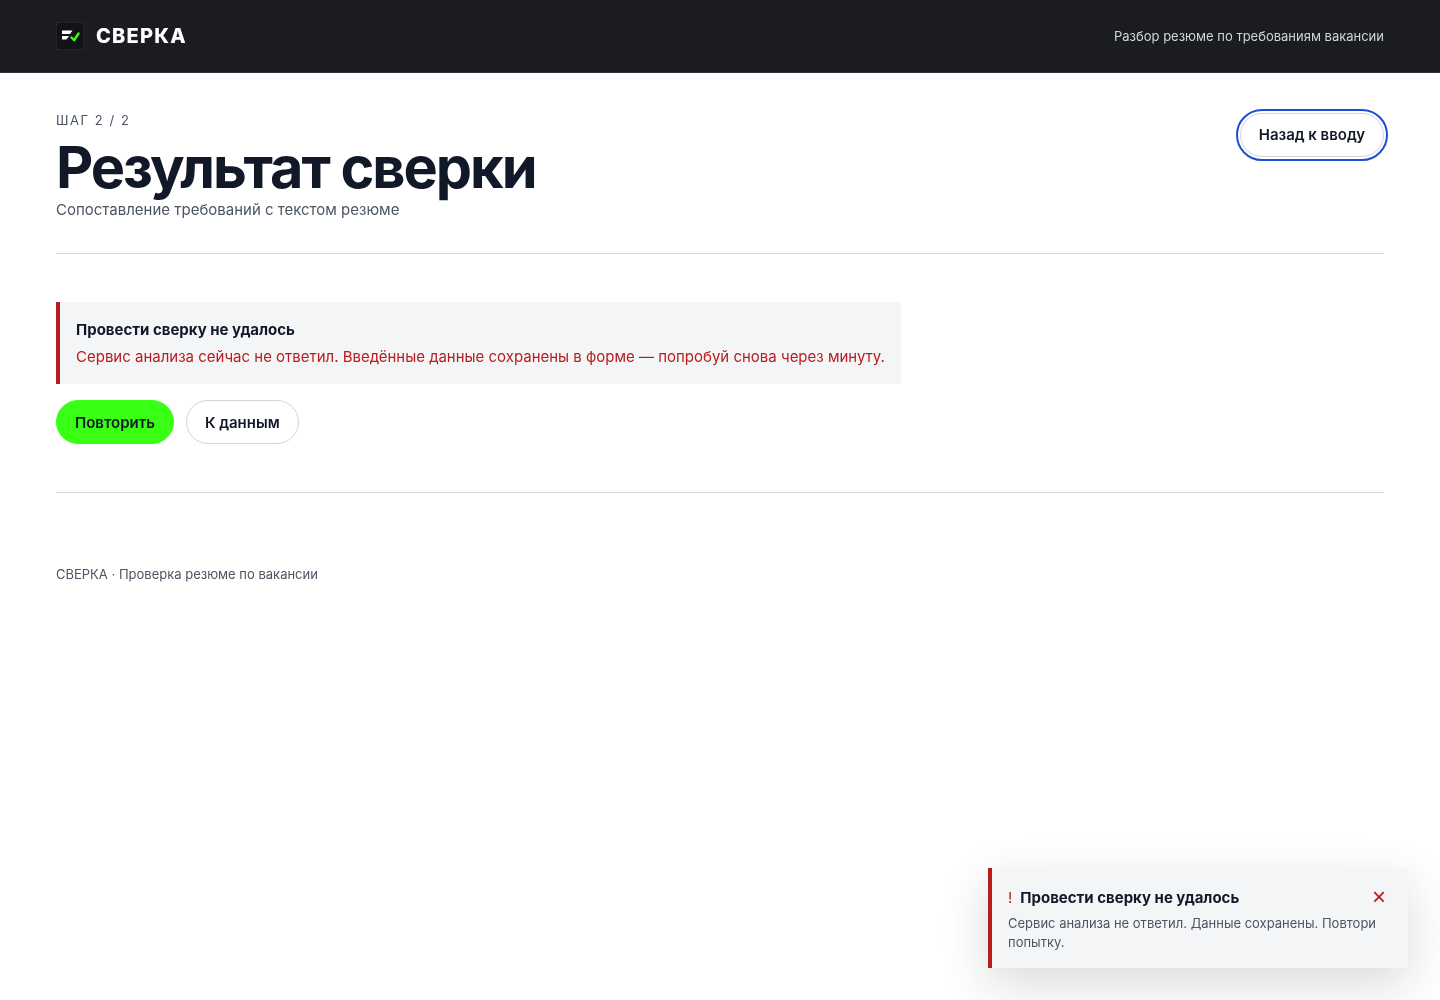 СВЕРКА
Разбор резюме по требованиям вакансии
ШАГ 2 / 2
Назад к вводу
Результат сверки
Сопоставление требований с текстом резюме
Провести сверку не удалось
Сервис анализа сейчас не ответил. Введённые данные сохранены в форме — попробуй снова через минуту.
Повторить
К данным
СВЕРКА · Проверка резюме по вакансии
! Провести сверку не удалось ✕
Сервис анализа не ответил. Данные сохранены. Повтори
попытку.